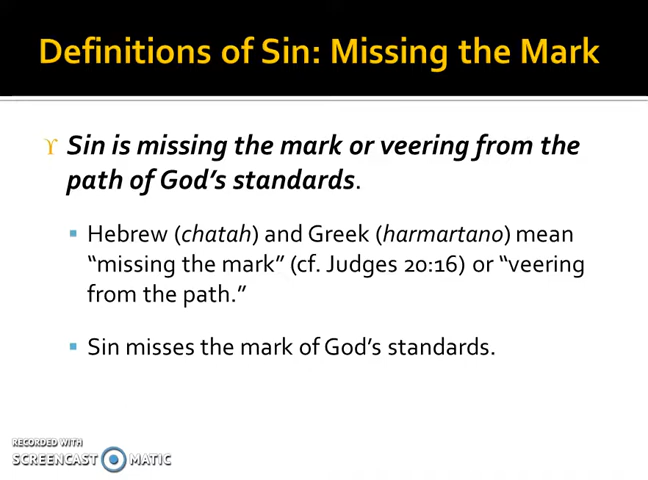 Definitions of Sin: Missing the Mark
Sin is missing the mark or veering from the
path of God's standards.
Hebrew (chatah) and Greek (harmartano) mean
“missing the mark” (cf. Judges 20:16) or “veering
from the path.”
Sin misses the mark of God's standards.
RECORDED WITH
SCREENCAST MATIC